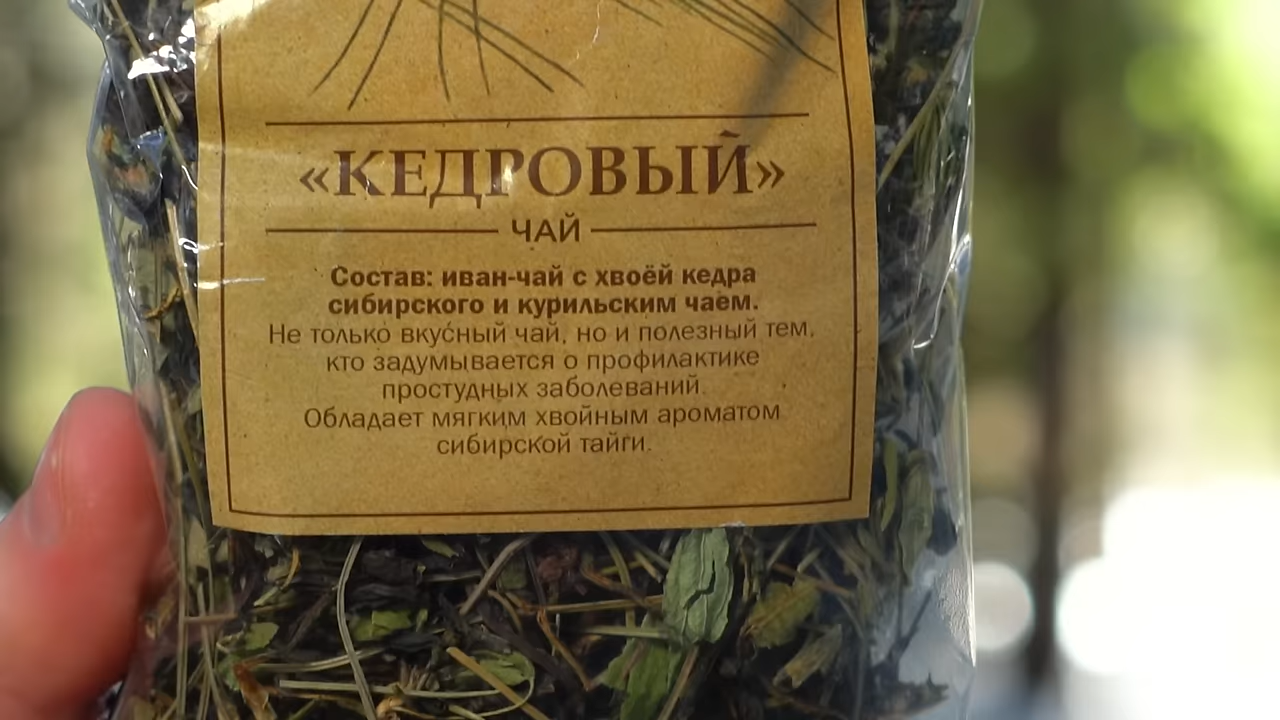 «КЕДРОВЫЙ»
ЧАЙ
Состав: иван-чай с хвоёй кедра
сибирского и курильским чаем.
Не только вкусный чай, но и полезный тем,
кто задумывается о профилактике
простудных заболеваний.
Обладает мягким хвойным ароматом
сибирской тайги.